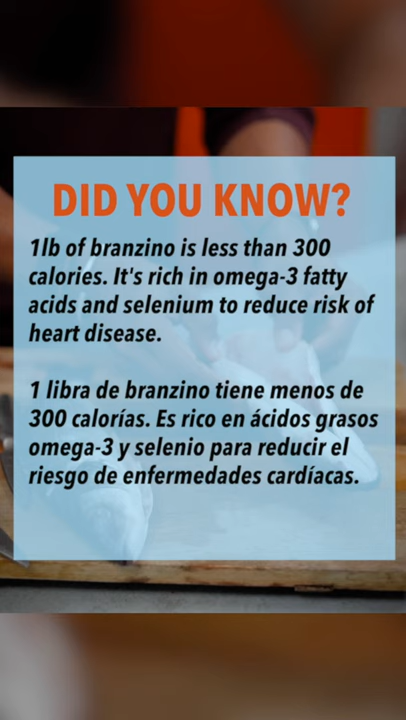 DID YOU KNOW?
1lb of branzino is less than 300
calories. It's rich in omega-3 fatty
acids and selenium to reduce risk of
heart disease.
1 libra de branzino tiene menos de
300 calorías. Es rico en ácidos grasos
omega-3 y selenio para reducir el
riesgo de enfermedades cardíacas.